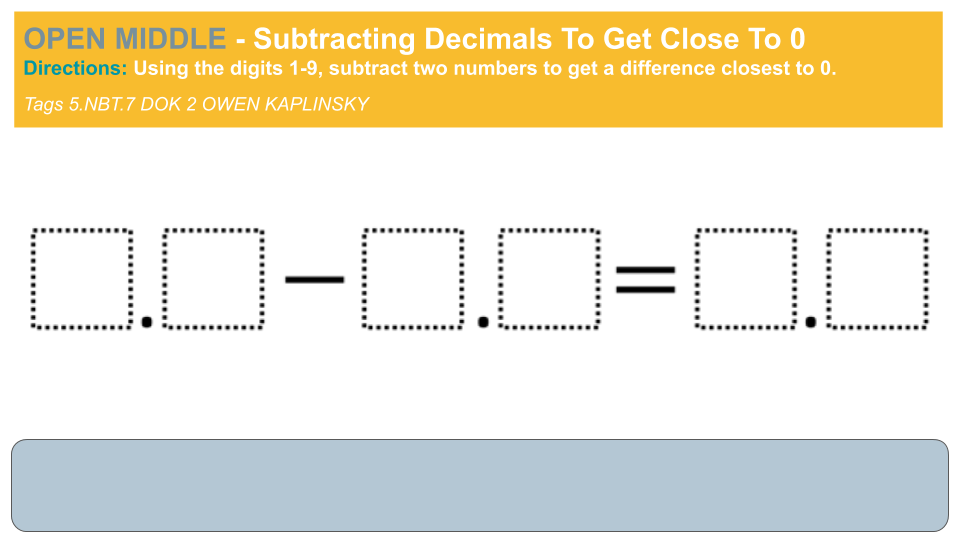 OPEN MIDDLE - Subtracting Decimals To Get Close To 0
Directions: Using the digits 1-9, subtract two numbers to get a difference closest to 0.
Tags 5.NBT.7 DOK 2 OWEN KAPLINSKY
. - . = .